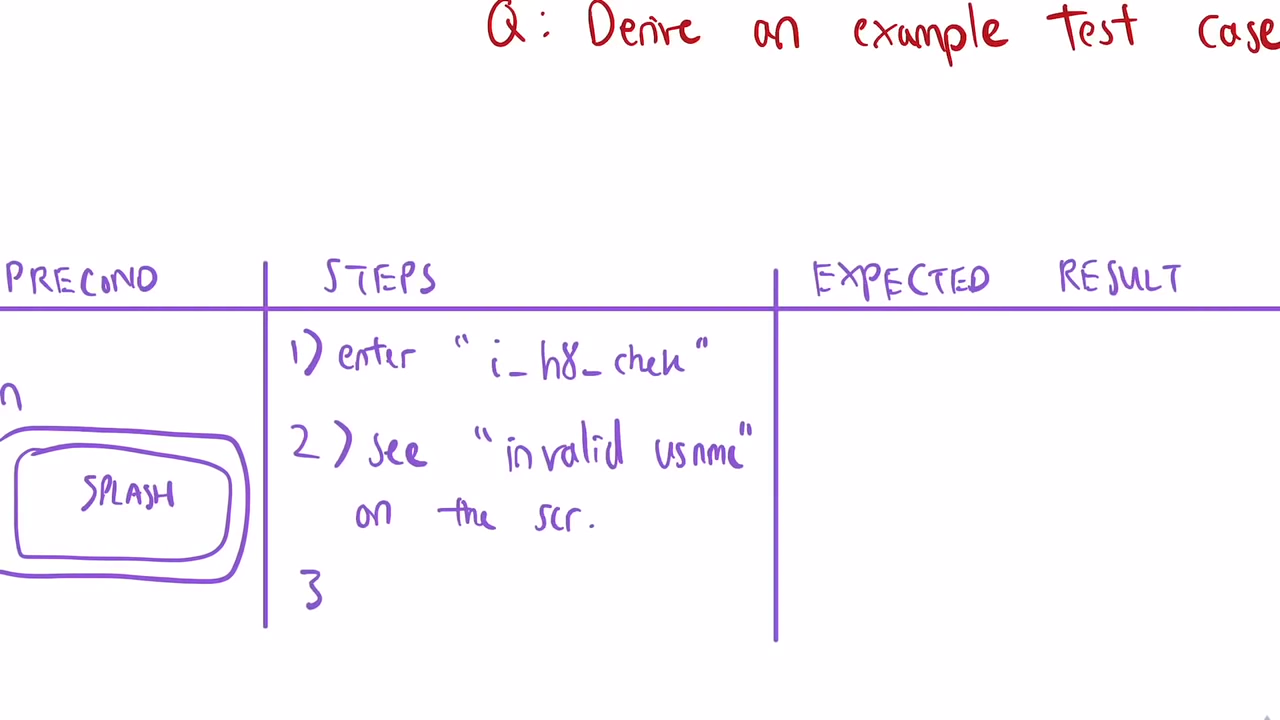 Q: Derive an example test case
PRECOND STEPS EXPECTED RESULT
1) enter "i_h8_chek"
n
2) see "invalid usnme"
SPLASH
on the scr.
3